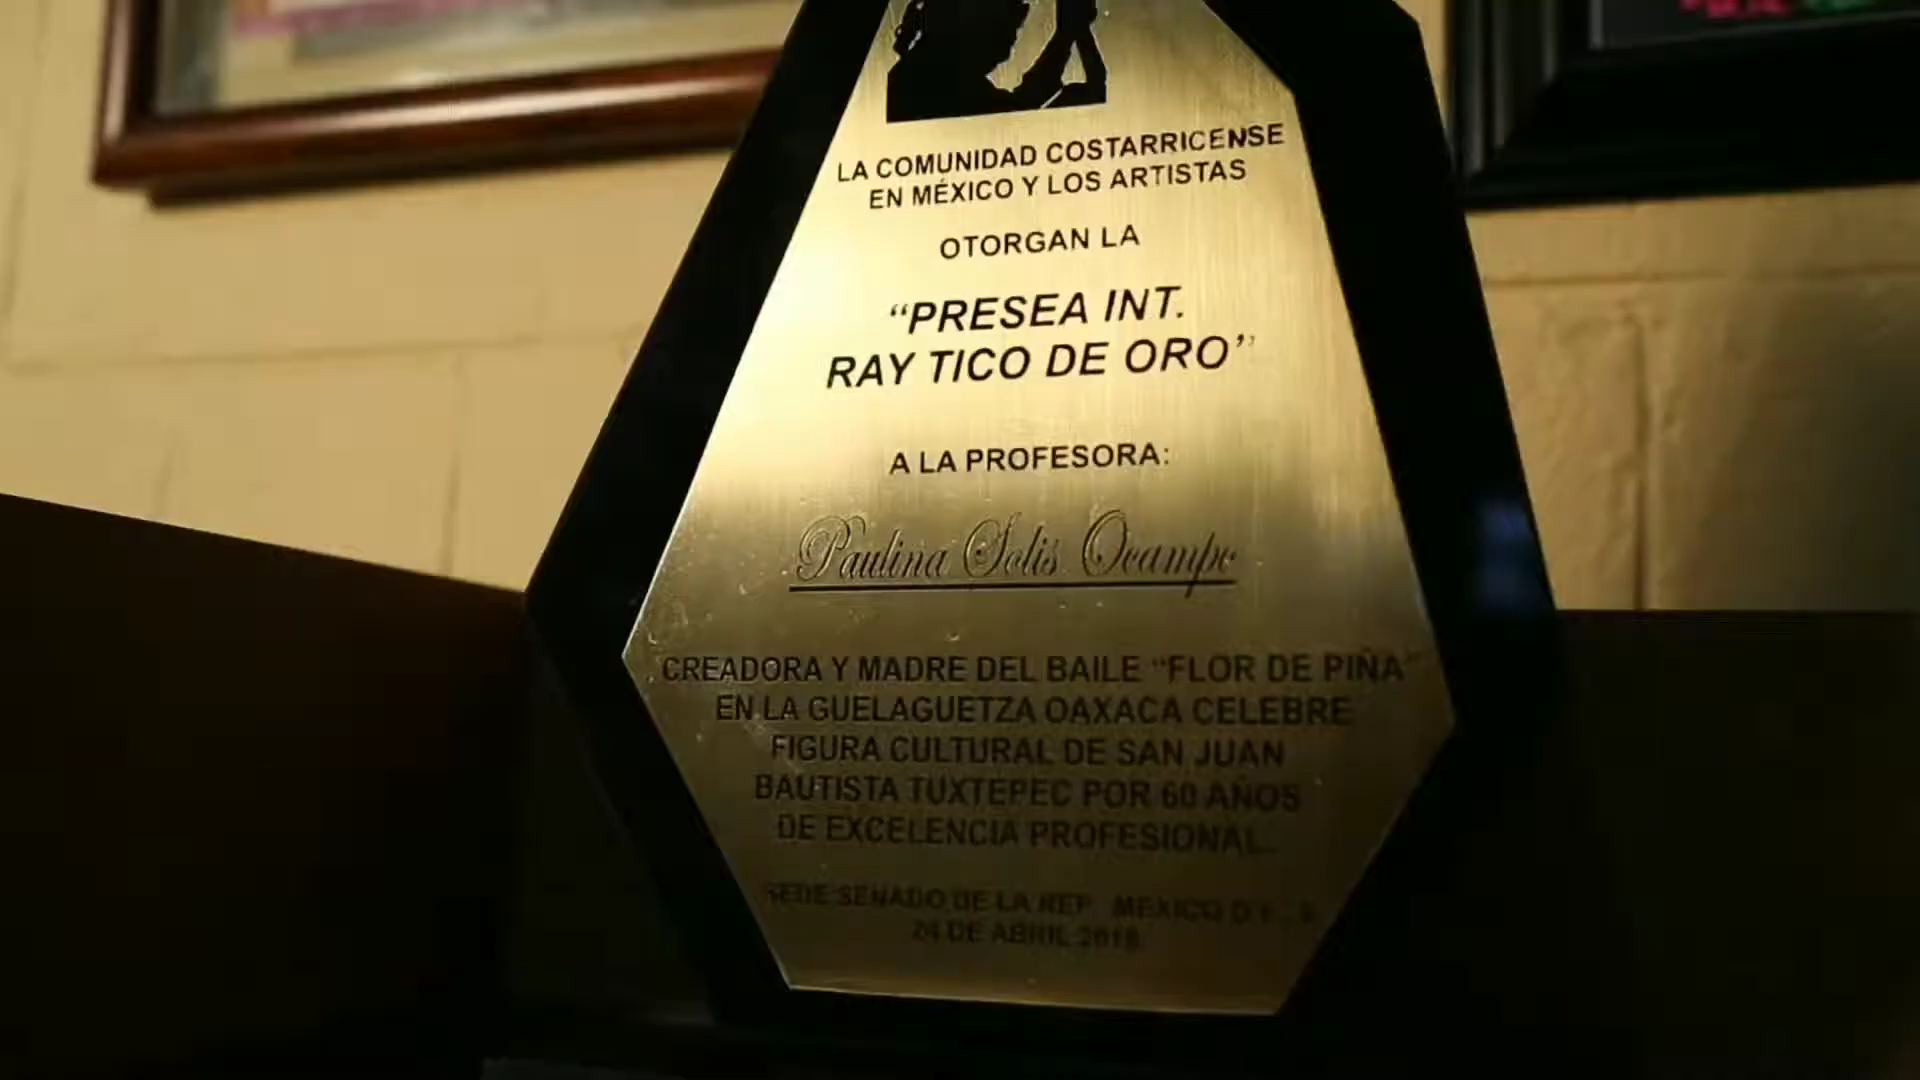 LA COMUNIDAD COSTARRICENSE
EN MÉXICO Y LOS ARTISTAS
OTORGAN LA
“PRESEA INT.
RAY TICO DE ORO”
A LA PROFESORA:
Paulina Solis Ocampo
CREADORA Y MADRE DEL BAILE “FLOR DE PIÑA”
EN LA GUELAGUETZA OAXACA CELEBRE
FIGURA CULTURAL DE SAN JUAN
BAUTISTA TUXTEPEC POR 60 AÑOS
DE EXCELENCIA PROFESIONAL.
SEDE SENADO DE LA REP. MEXICO
24 DE ABRIL